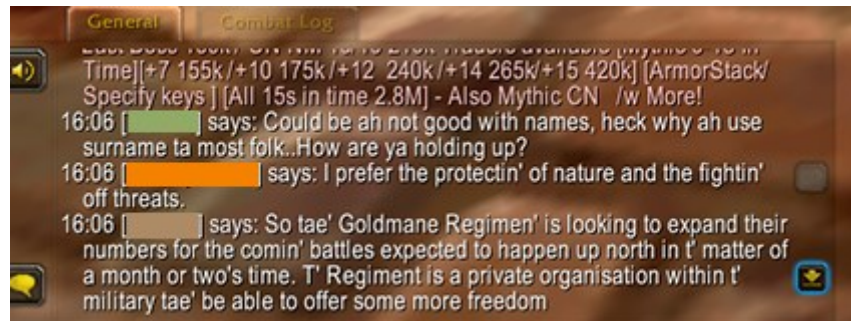 General Combat Log
Time][+7 155k /+10 175k /+12 240k /+14 265k/+15 420k] [ArmorStack/
Specify keys ] [All 15s in time 2.8M] - Also Mythic CN /w More!
16:06 [ ] says: Could be ah not good with names, heck why ah use
surname ta most folk..How are ya holding up?
16:06 [ ] says: I prefer the protectin' of nature and the fightin'
off threats.
16:06 [ ] says: So tae' Goldmane Regimen' is looking to expand their
numbers for the comin' battles expected to happen up north in t' matter of
a month or two's time. T' Regiment is a private organisation within t'
military tae' be able to offer some more freedom